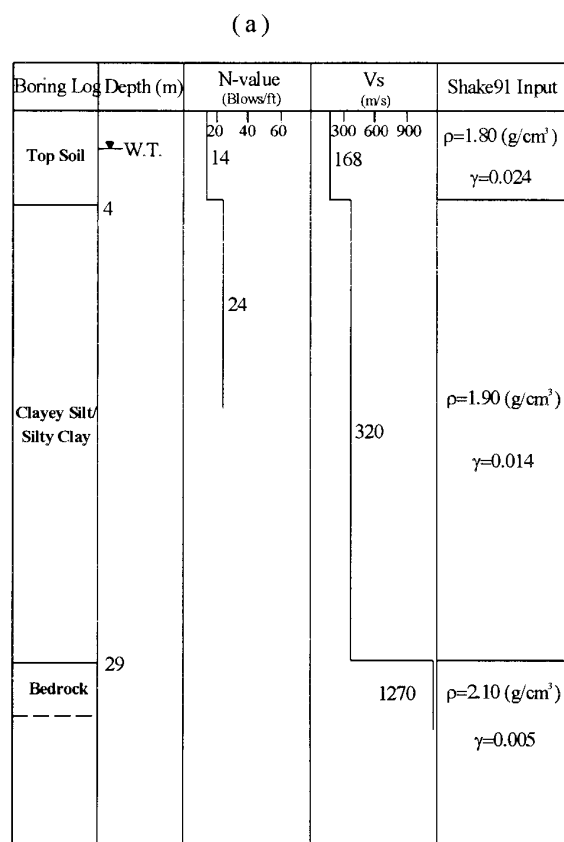 (a)
Boring Log Depth (m) N-value Vs Shake91 Input
(Blows/ft) (m/s)
20 40 60 300 600 900
Top Soil W.T. 14 168 ρ=1.80 (g/cm³)
γ=0.024
4
24
Clayey Silt/ ρ=1.90 (g/cm³)
Silty Clay 320
γ=0.014
29
Bedrock 1270 ρ=2.10 (g/cm³)
γ=0.005